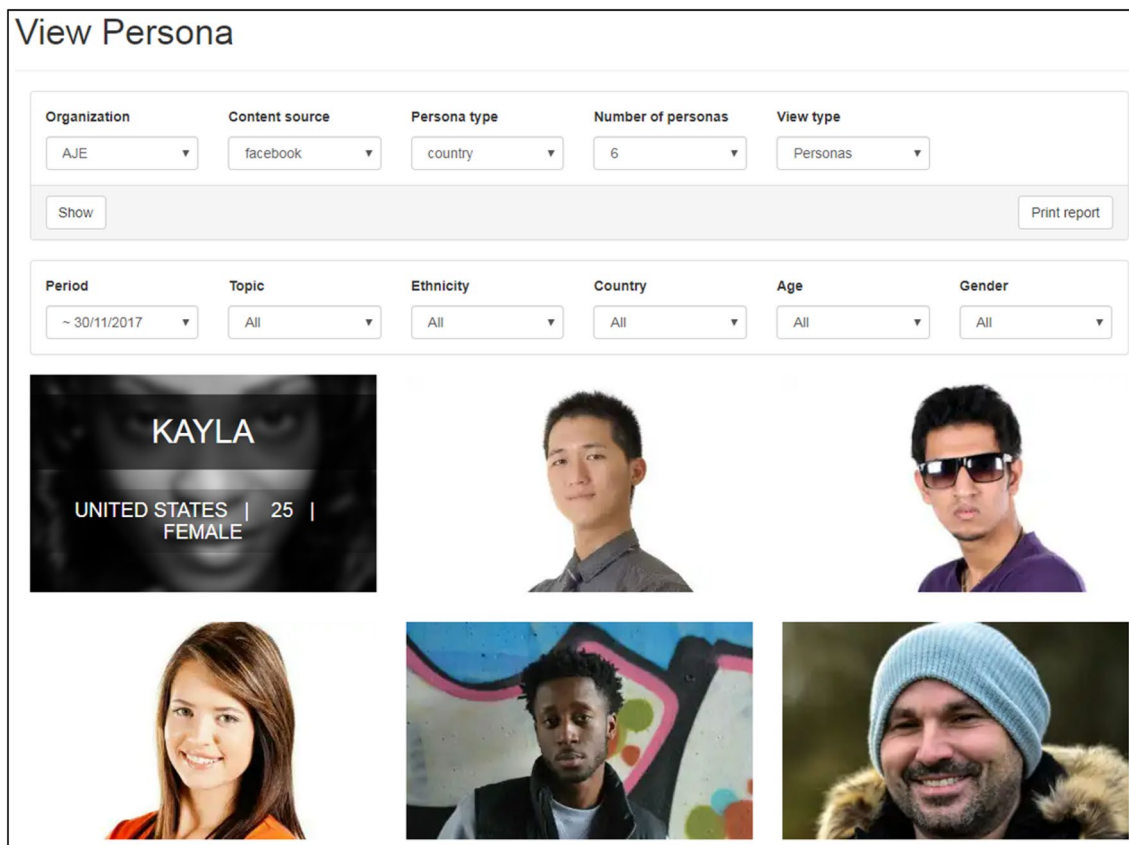 View Persona
Organization Content source Persona type Number of personas View type
AJE facebook country 6 Personas
Show Print report
Period Topic Ethnicity Country Age Gender
~ 30/11/2017 All All All All All
KAYLA
UNITED STATES | 25 |
FEMALE